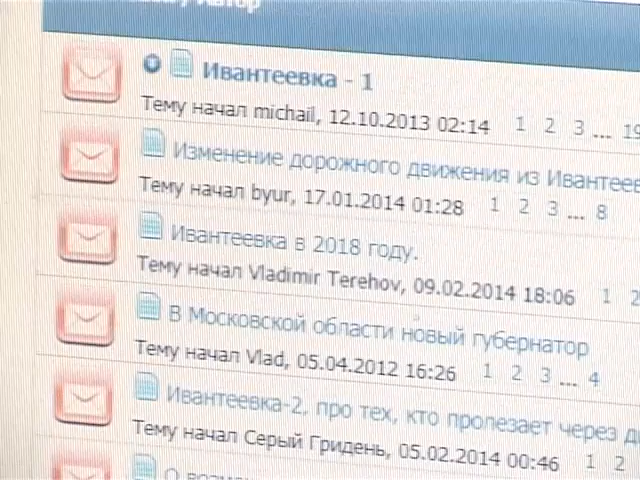 Ивантеевка - 1
Тему начал michail, 12.10.2013 02:14 1 2 3 ... 19
Изменение дорожного движения из Ивантеев
Тему начал byur, 17.01.2014 01:28 1 2 3 ... 8
Ивантеевка в 2018 году.
Тему начал Vladimir Terehov, 09.02.2014 18:06 1 2
В Московской области новый губернатор
Тему начал Vlad, 05.04.2012 16:26 1 2 3 ... 4
Ивантеевка-2, про тех, кто пролезает через
Тему начал Серый Гридень, 05.02.2014 00:46 1 2
О